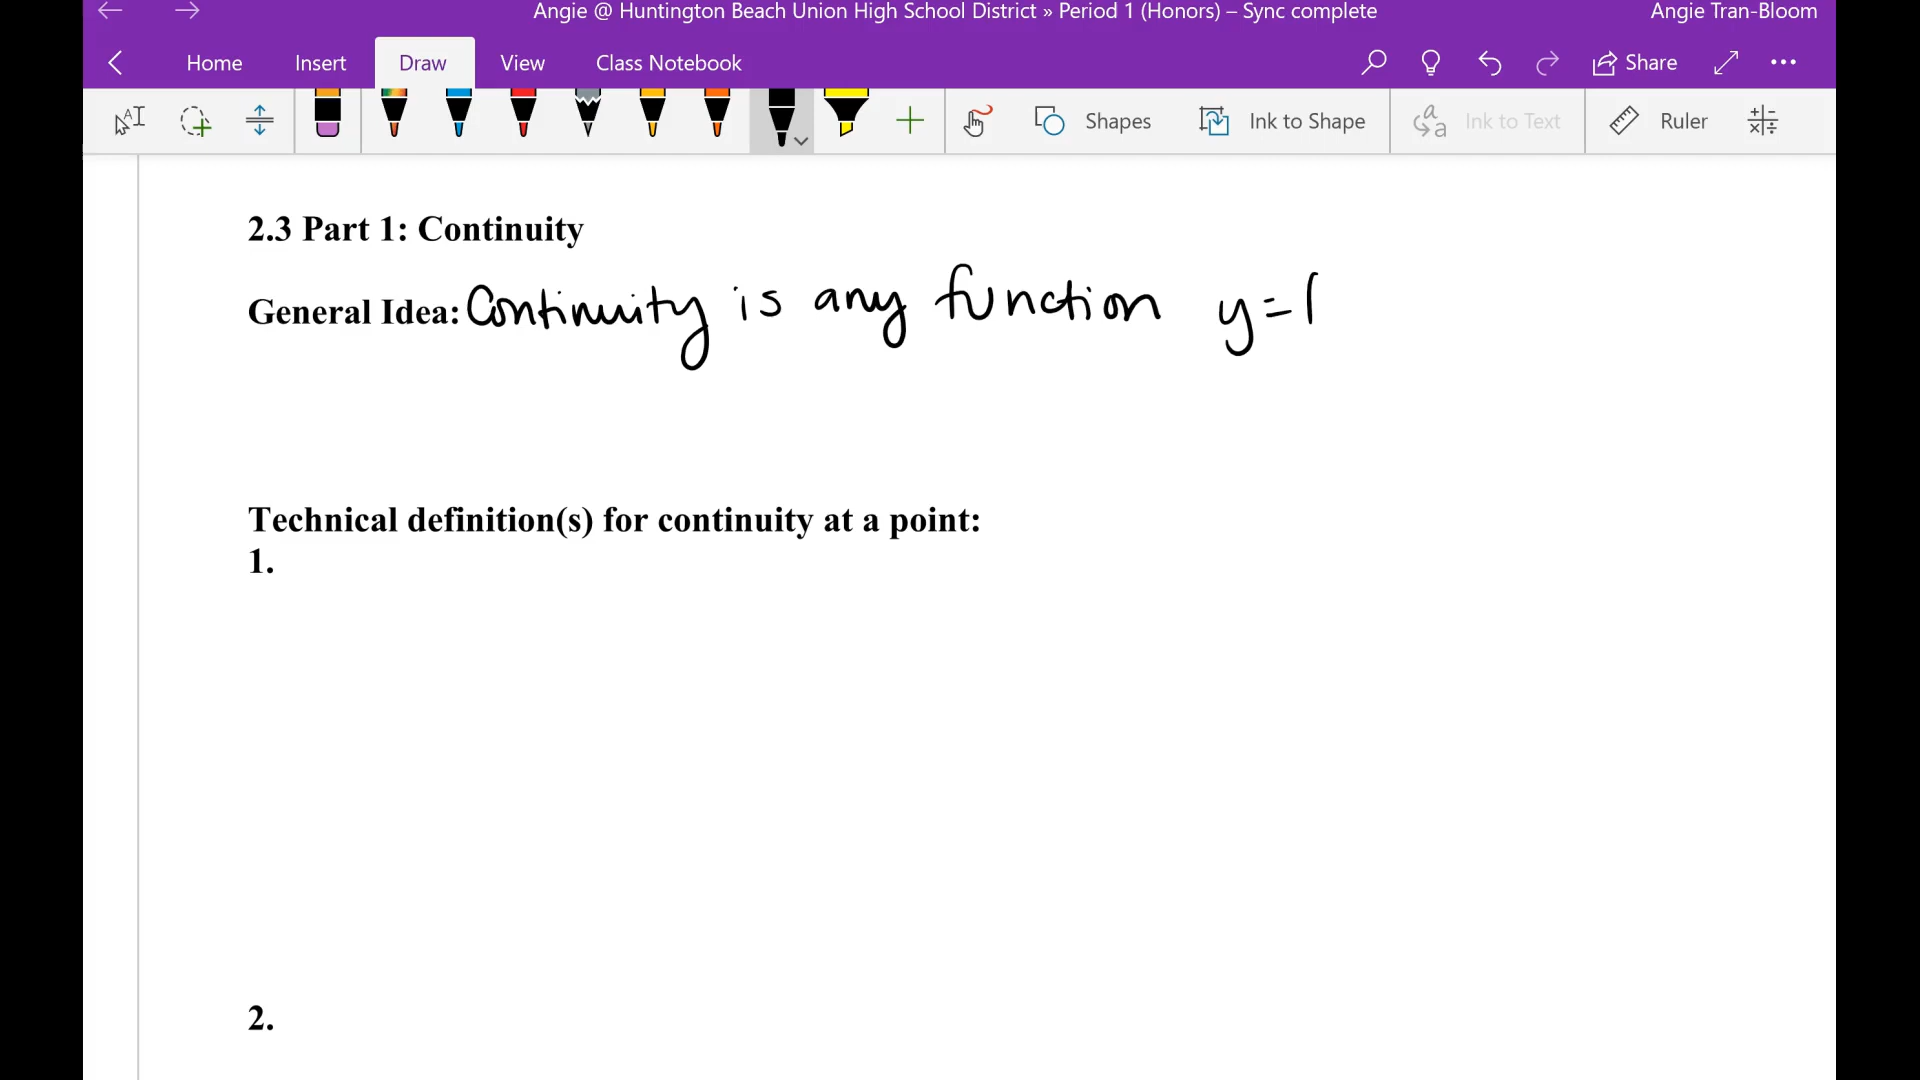 Angie @ Huntington Beach Union High School District » Period 1 (Honors) – Sync complete
Angie Tran-Bloom
Home Insert Draw View Class Notebook Share
Shapes Ink to Shape Ink to Text Ruler
2.3 Part 1: Continuity
General Idea: Continuity is any function y=
Technical definition(s) for continuity at a point:
1.
2.